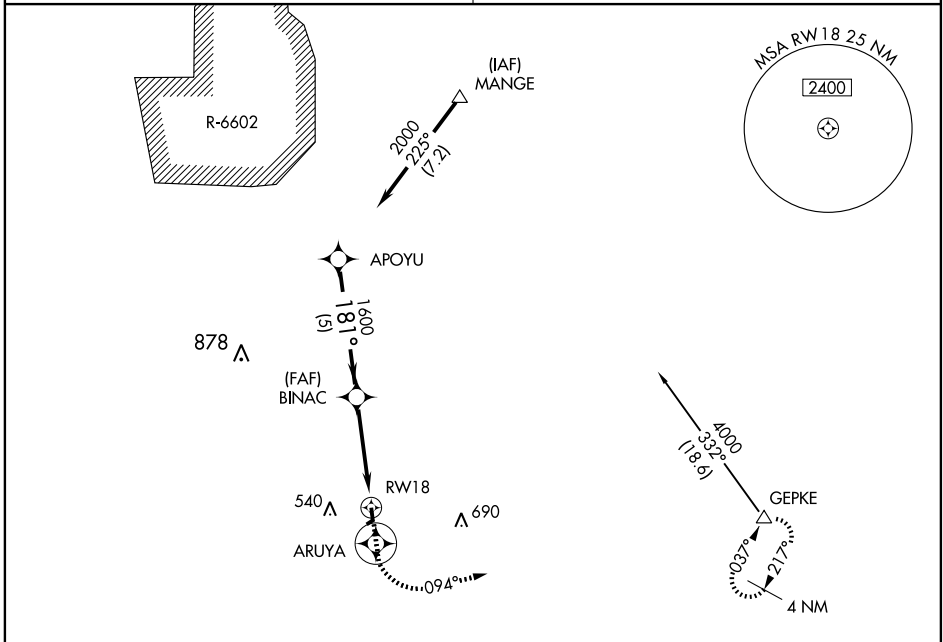 MSA RW18 25 NM
2400
(IAF)
MANGE
R-6602
2000
225°
(7.2)
APOYU
1600
181°
(5)
878
(FAF)
BINAC
4000
332°
(18.6)
RW18
540
690
GEPKE
ARUYA
037°
217°
094°
4 NM